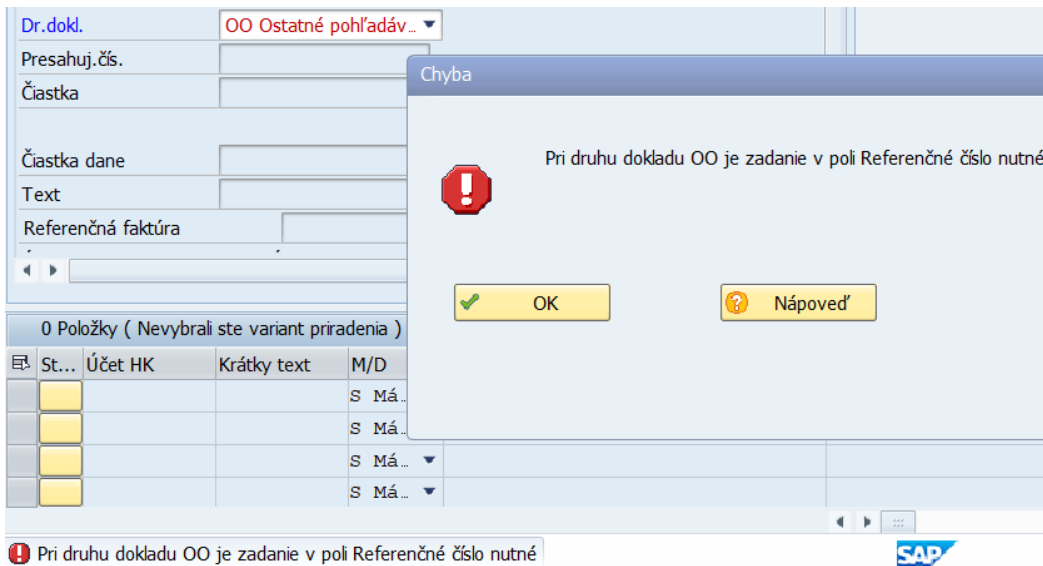 Dr.dokl. OO Ostatné pohľadáv...
Presahuj.čís.
Chyba
Čiastka
Pri druhu dokladu OO je zadanie v poli Referenčné číslo nutné
Čiastka dane
Text
Referenčná faktúra
OK Nápoveď
0 Položky ( Nevybrali ste variant priradenia )
St... Účet HK Krátky text M/D
S Má...
S Má...
S Má...
S Má...
Pri druhu dokladu OO je zadanie v poli Referenčné číslo nutné
SAP